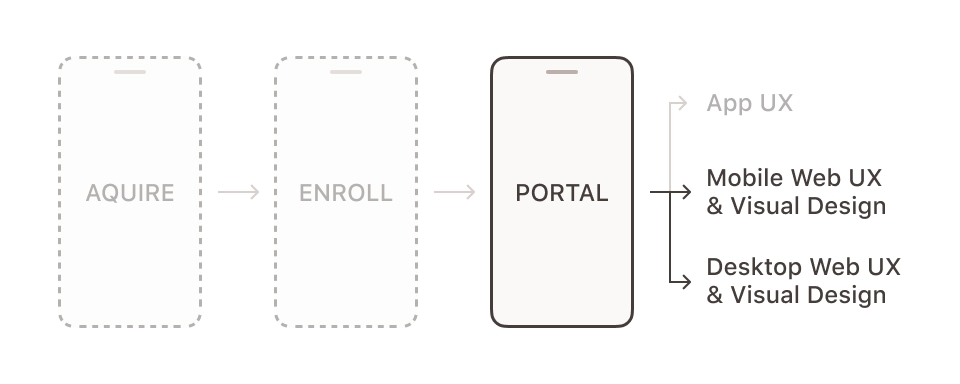 AQUIRE
ENROLL
PORTAL
App UX
Mobile Web UX
& Visual Design
Desktop Web UX
& Visual Design